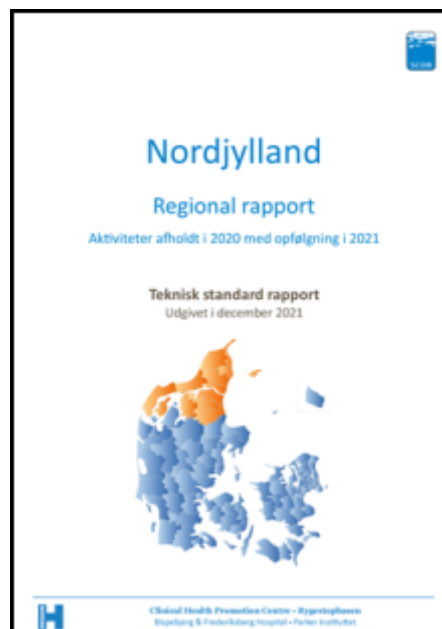 SCDB
Nordjylland
Regional rapport
Aktiviteter afholdt i 2020 med opfølgning i 2021
Teknisk standard rapport
Udgivet i december 2021
Clinical Health Promotion Centre • Rygestopbasen
Bispebjerg & Frederiksberg Hospital • Parker Instituttet
H